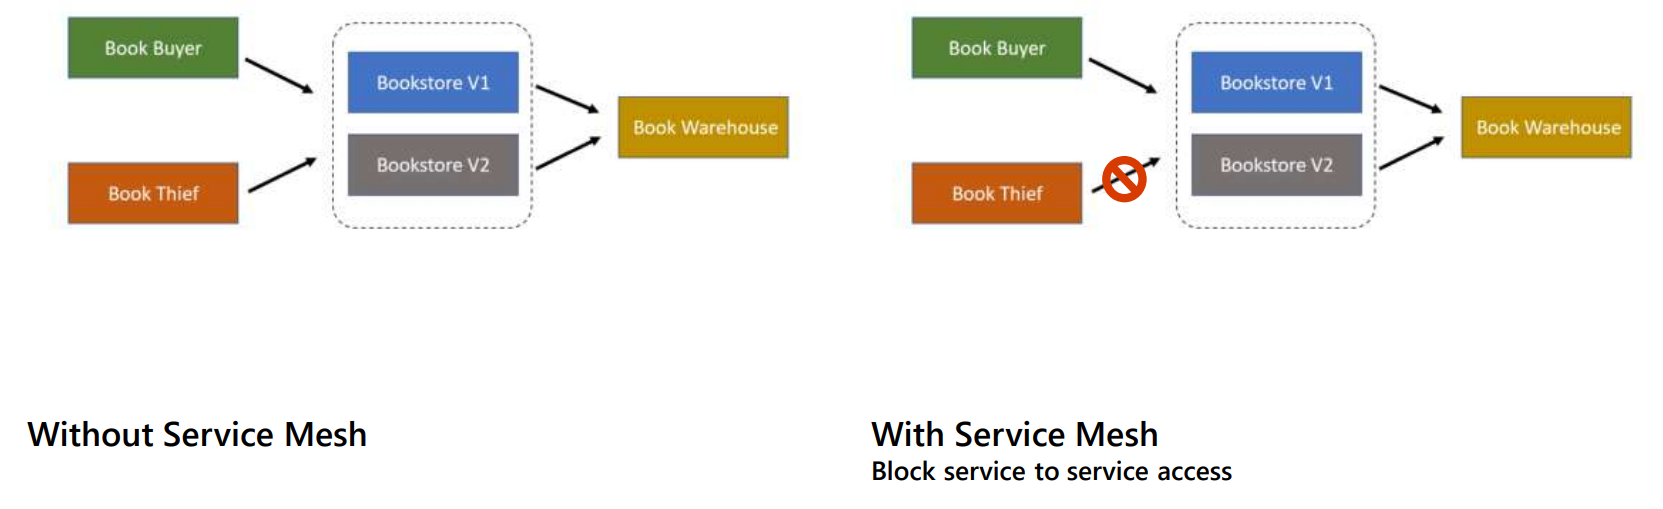 Book Buyer
Bookstore V1
Bookstore V2
Book Thief
Book Warehouse
Without Service Mesh
Book Buyer
Bookstore V1
Bookstore V2
Book Thief
Book Warehouse
With Service Mesh
Block service to service access